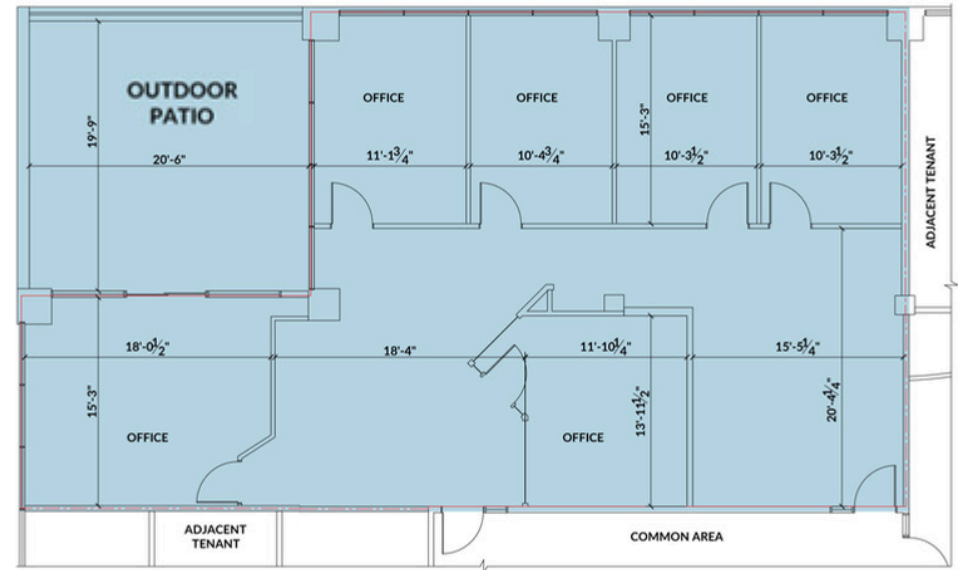 OUTDOOR
PATIO
19'-9"
20'-6"
OFFICE
11'-1¾"
OFFICE
10'-4¾"
OFFICE
15'-3"
10'-3½"
OFFICE
10'-3½"
ADJACENT TENANT
18'-0½"
15'-3"
OFFICE
18'-4"
11'-10¼"
13'-11½"
OFFICE
15'-5¼"
20'-4¼"
ADJACENT
TENANT
COMMON AREA